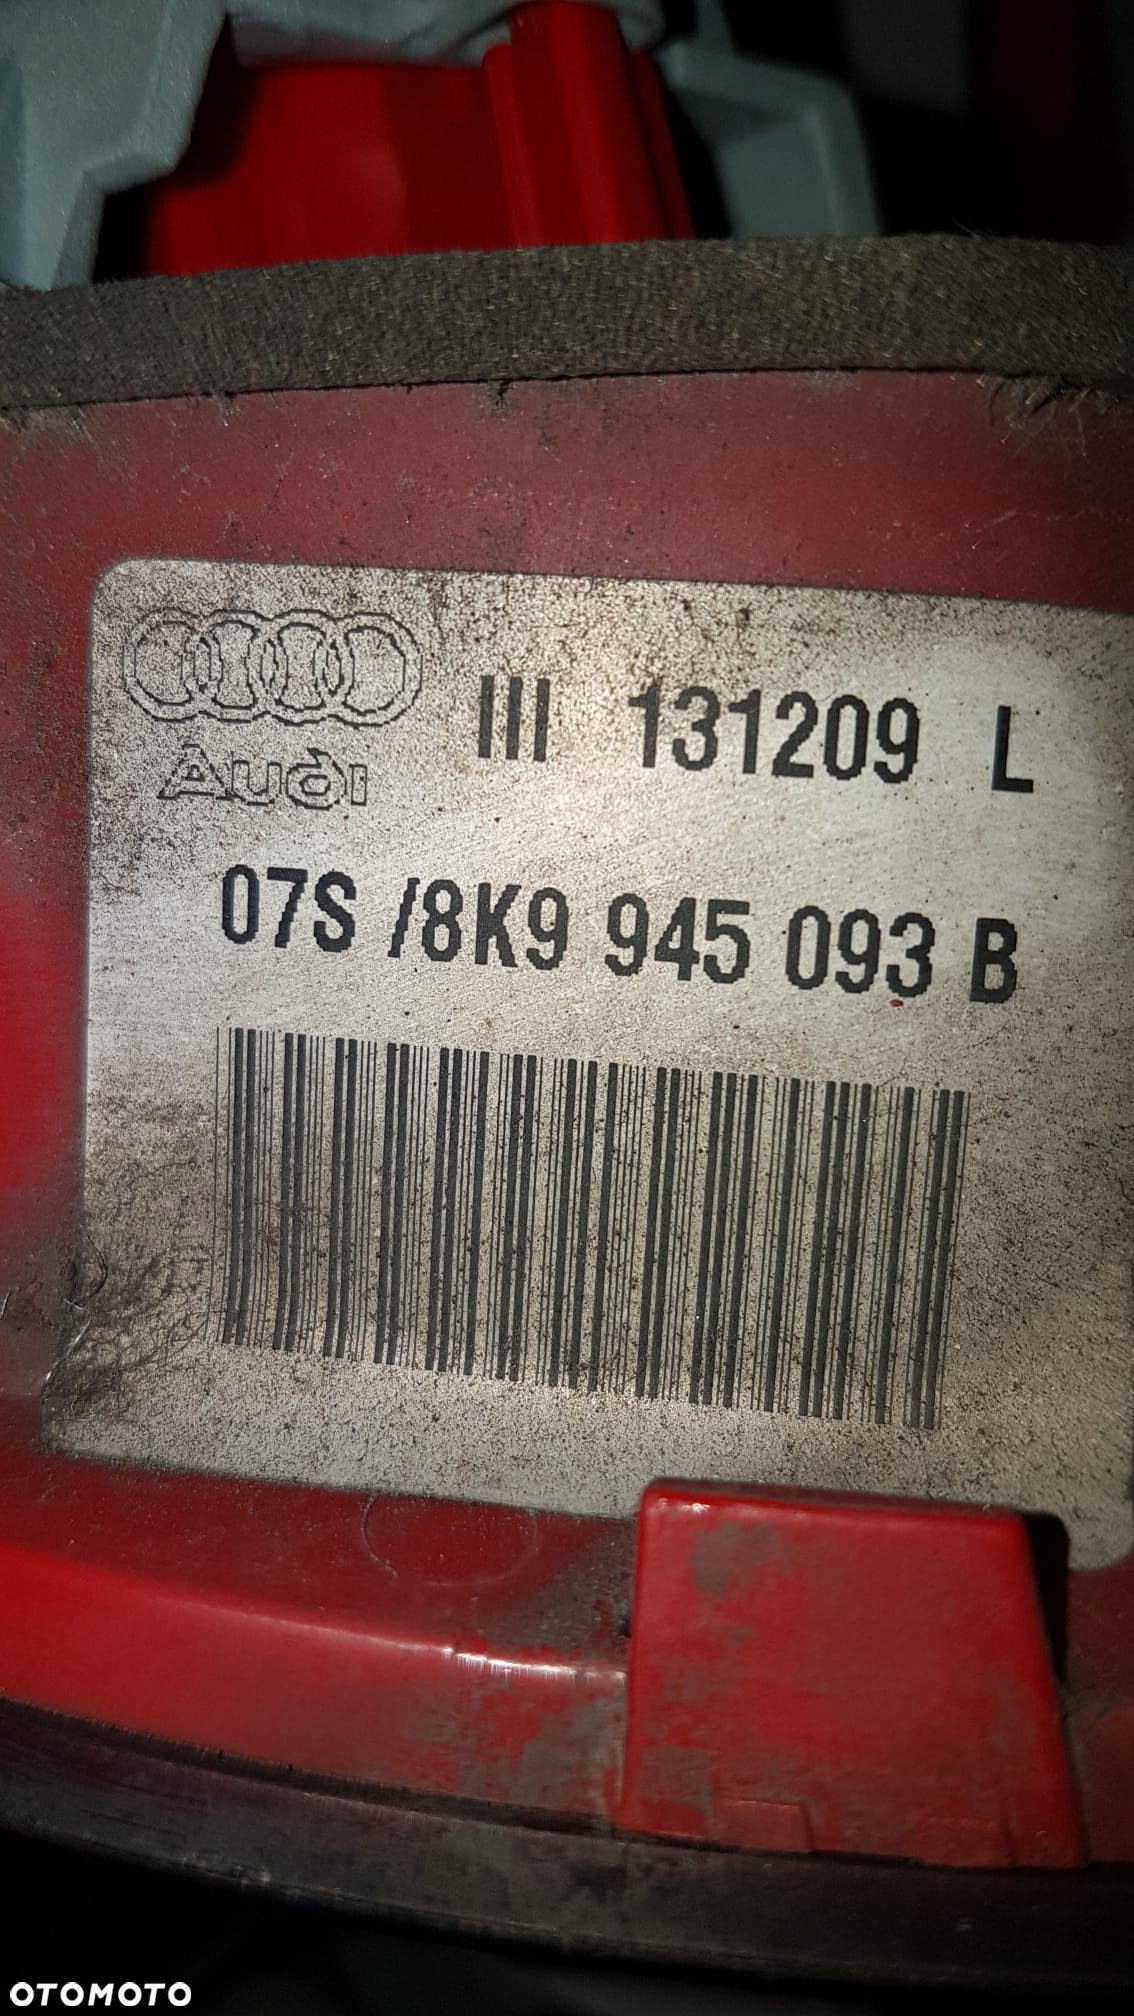 III 131209 L
Audi
07S /8K9 945 093 B
OTOMOTO